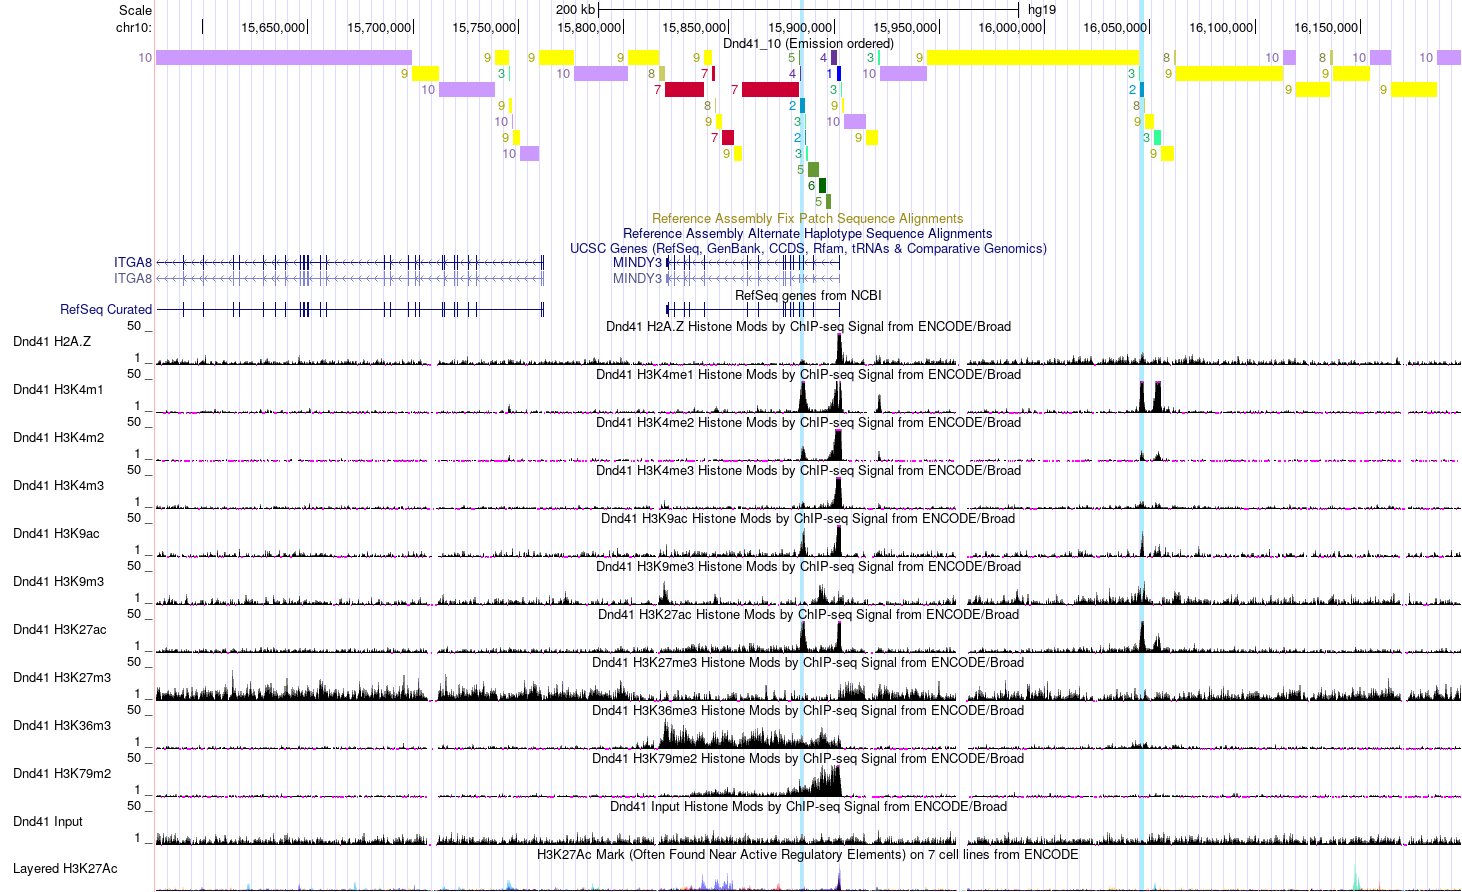 Scale 200 kb hg19
chr10: 15,650,000 15,700,000 15,750,000 15,800,000 15,850,000 15,900,000 15,950,000 16,000,000 16,050,000 16,100,000 16,150,000
Dnd41_10 (Emission ordered)
10 9 9 9 9 5 4 3 9 8 10 8 10 10
9 3 10 8 7 4 1 10 3 9 9
10 7 7 3 2 9 9
9 8 2 9 8
10 9 3 10 9
9 7 2 9 3
10 9 3 9
5
6
5
Reference Assembly Fix Patch Sequence Alignments
Reference Assembly Alternate Haplotype Sequence Alignments
UCSC Genes (RefSeq, GenBank, CCDS, Rfam, tRNAs & Comparative Genomics)
ITGA8 MINDY3
ITGA8 MINDY3
RefSeq genes from NCBI
RefSeq Curated
50 _ Dnd41 H2A.Z Histone Mods by ChIP-seq Signal from ENCODE/Broad
Dnd41 H2A.Z
1 _
50 _ Dnd41 H3K4me1 Histone Mods by ChIP-seq Signal from ENCODE/Broad
Dnd41 H3K4m1
1 _
50 _ Dnd41 H3K4me2 Histone Mods by ChIP-seq Signal from ENCODE/Broad
Dnd41 H3K4m2
1 _
50 _ Dnd41 H3K4me3 Histone Mods by ChIP-seq Signal from ENCODE/Broad
Dnd41 H3K4m3
1 _
50 _ Dnd41 H3K9ac Histone Mods by ChIP-seq Signal from ENCODE/Broad
Dnd41 H3K9ac
1 _
50 _ Dnd41 H3K9me3 Histone Mods by ChIP-seq Signal from ENCODE/Broad
Dnd41 H3K9m3
1 _
50 _ Dnd41 H3K27ac Histone Mods by ChIP-seq Signal from ENCODE/Broad
Dnd41 H3K27ac
1 _
50 _ Dnd41 H3K27me3 Histone Mods by ChIP-seq Signal from ENCODE/Broad
Dnd41 H3K27m3
1 _
50 _ Dnd41 H3K36me3 Histone Mods by ChIP-seq Signal from ENCODE/Broad
Dnd41 H3K36m3
1 _
50 _ Dnd41 H3K79me2 Histone Mods by ChIP-seq Signal from ENCODE/Broad
Dnd41 H3K79m2
1 _
50 _ Dnd41 Input Histone Mods by ChIP-seq Signal from ENCODE/Broad
Dnd41 Input
1 _
H3K27Ac Mark (Often Found Near Active Regulatory Elements) on 7 cell lines from ENCODE
Layered H3K27Ac